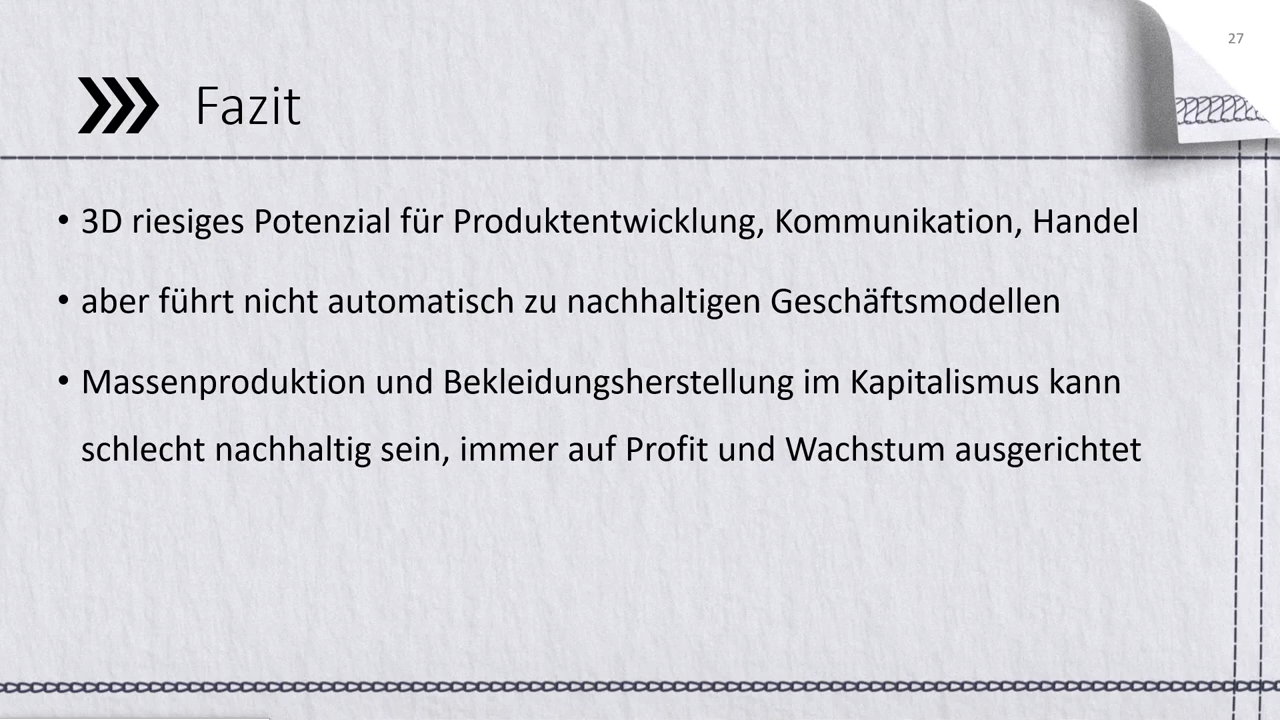 27
Fazit
• 3D riesiges Potenzial für Produktentwicklung, Kommunikation, Handel
• aber führt nicht automatisch zu nachhaltigen Geschäftsmodellen
• Massenproduktion und Bekleidungsherstellung im Kapitalismus kann
schlecht nachhaltig sein, immer auf Profit und Wachstum ausgerichtet